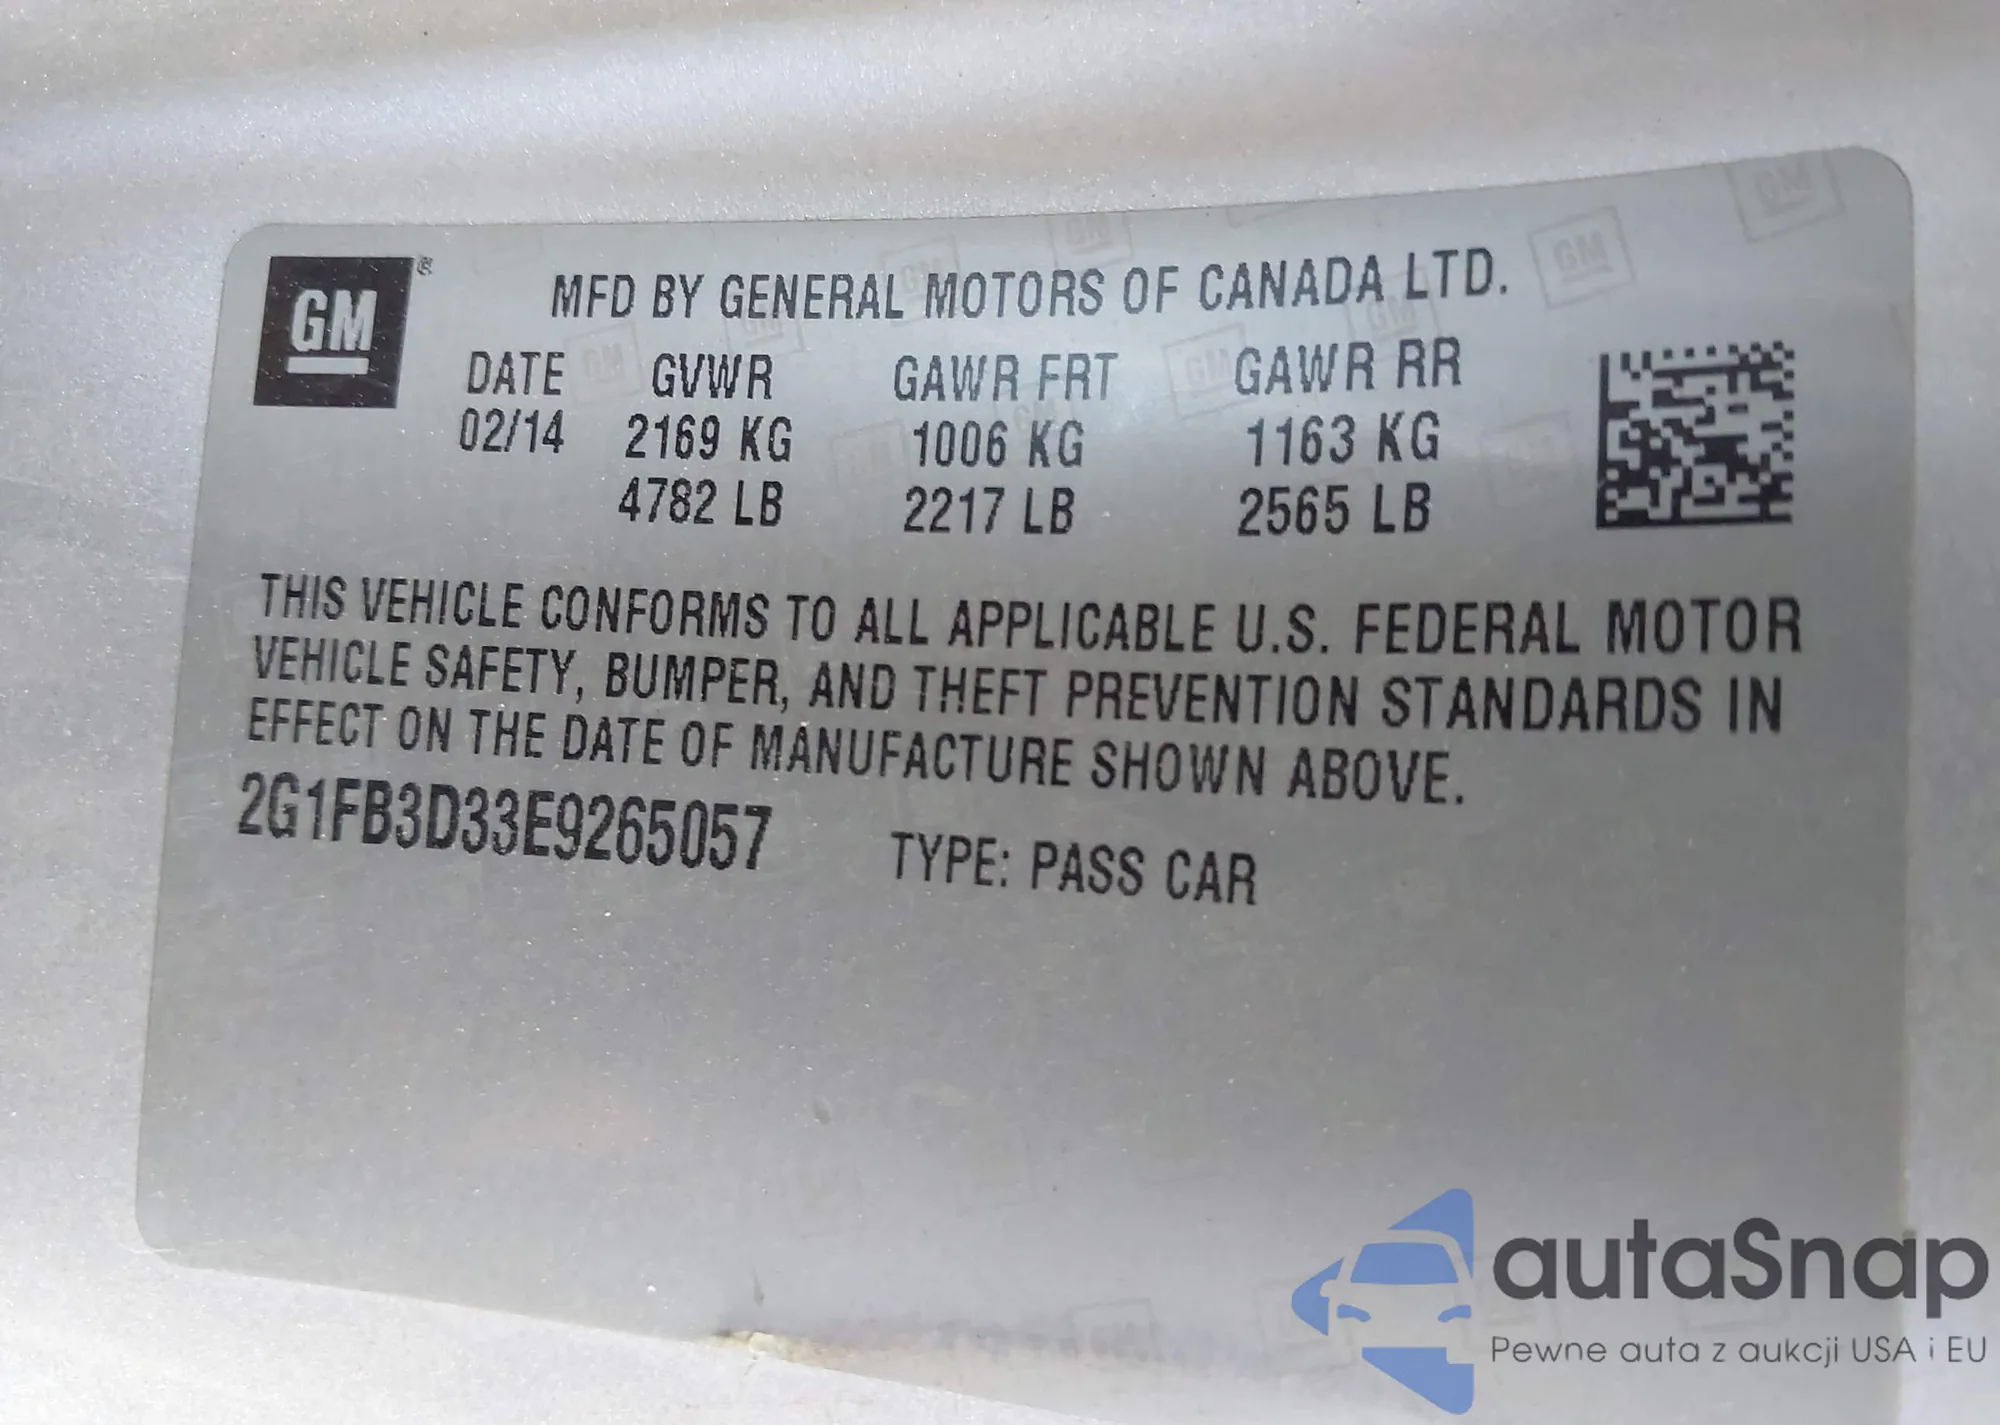 GM ®
MFD BY GENERAL MOTORS OF CANADA LTD.
DATE GVWR GAWR FRT GAWR RR
02/14 2169 KG 1006 KG 1163 KG
4782 LB 2217 LB 2565 LB
THIS VEHICLE CONFORMS TO ALL APPLICABLE U.S. FEDERAL MOTOR
VEHICLE SAFETY, BUMPER, AND THEFT PREVENTION STANDARDS IN
EFFECT ON THE DATE OF MANUFACTURE SHOWN ABOVE.
2G1FB3D33E9265057 TYPE: PASS CAR
autaSnap
Pewne auta z aukcji USA i EU